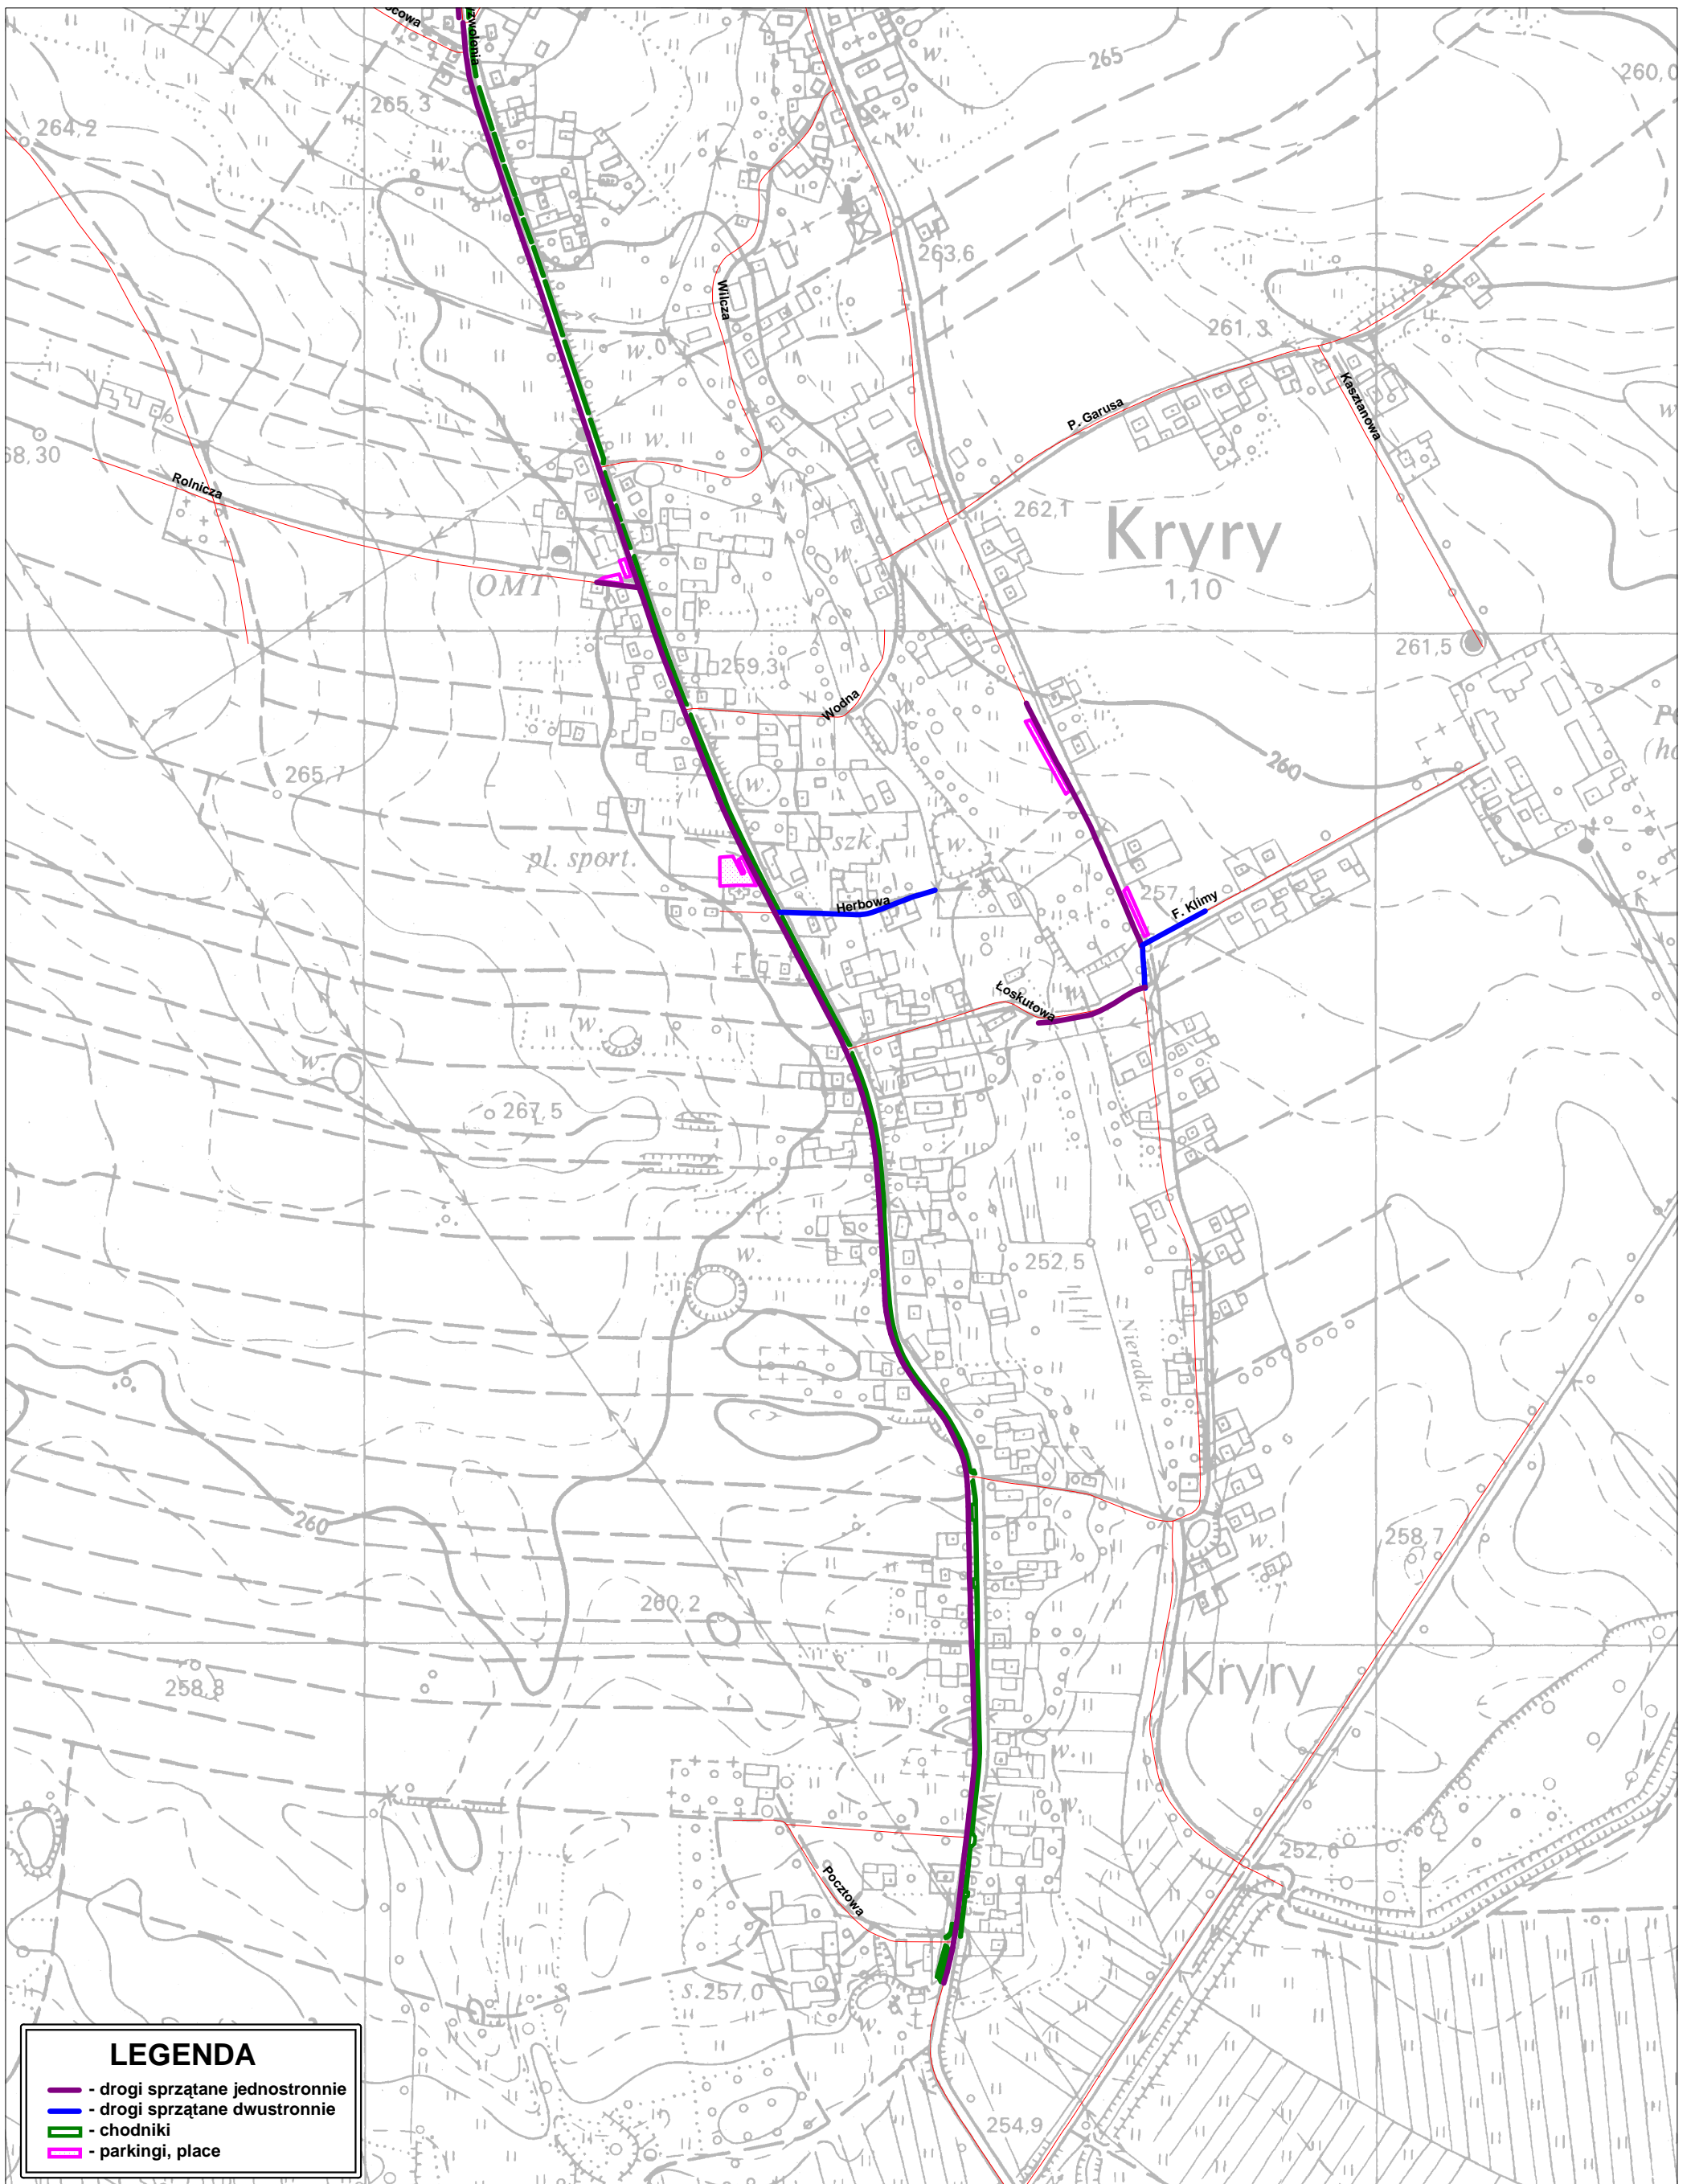 265
260,0
265,3
264,2
w.
w.
w.
263,6
Wilcza
w.
261,3
P. Garusa
Kasztanowa
w.
68,30
Rolnicza
262,1
Kryry
1,10
w.
OMT
261,5
259,3
Wodna
w.
260
265,1
w.
szk.
w.
pl. sport.
257,1
Herbowa
F. Klimy
Łoskutowa
w.
w.
w.
267,5
w.
252,5
Nieradka
260
258,7
w.
260,2
Kryry
258,8
w.
w.
w.
252,6
Pocztowa
s.257,0
w.
254,9
LEGENDA
- drogi sprzątane jednostronnie
- drogi sprzątane dwustronnie
- chodniki
- parkingi, place